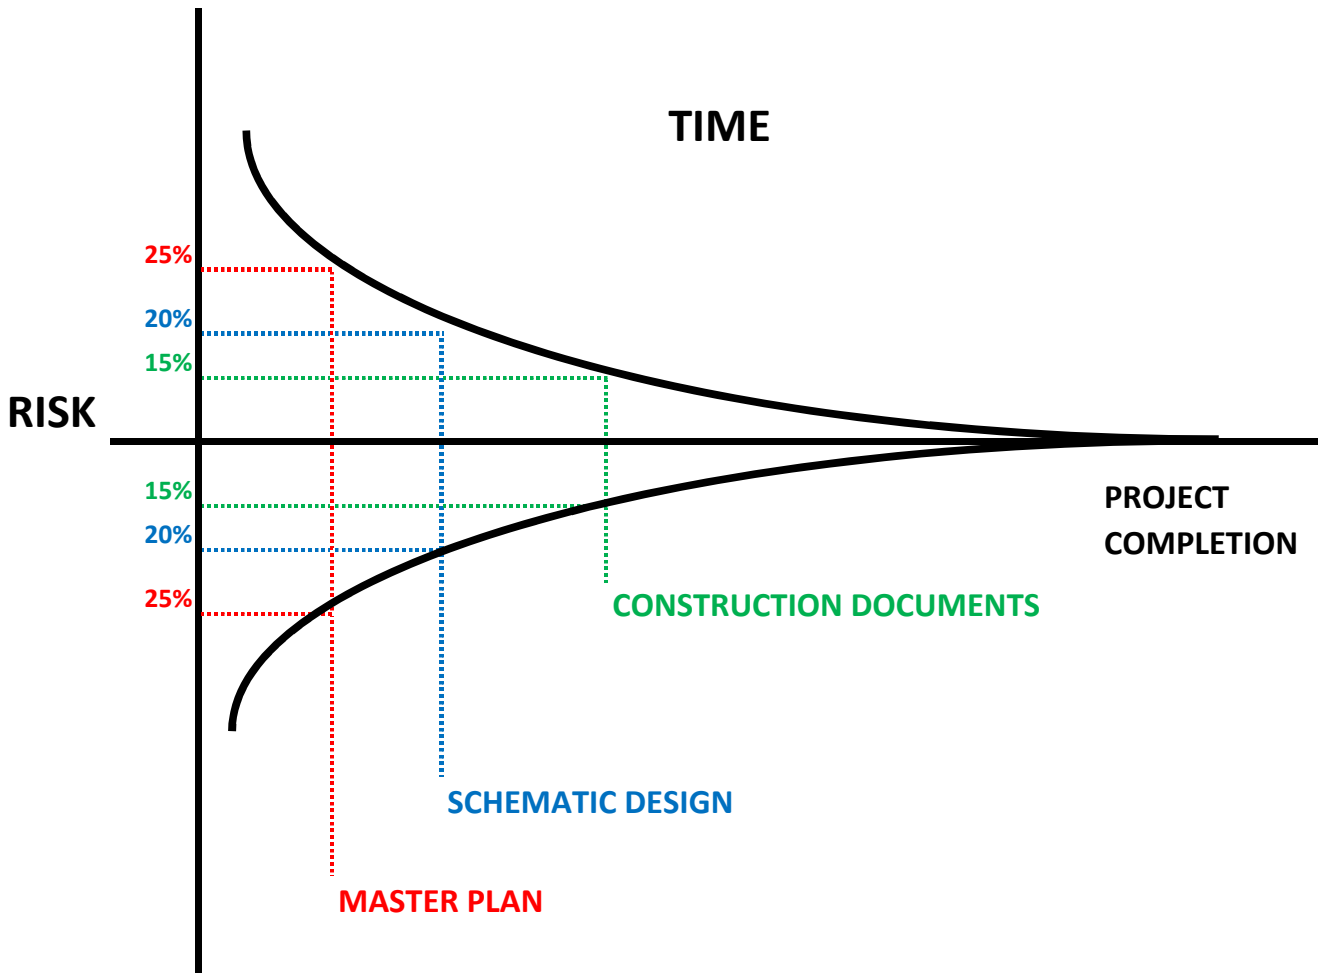 TIME
25%
20%
15%
RISK
15%
20%
25%
PROJECT
COMPLETION
CONSTRUCTION DOCUMENTS
SCHEMATIC DESIGN
MASTER PLAN